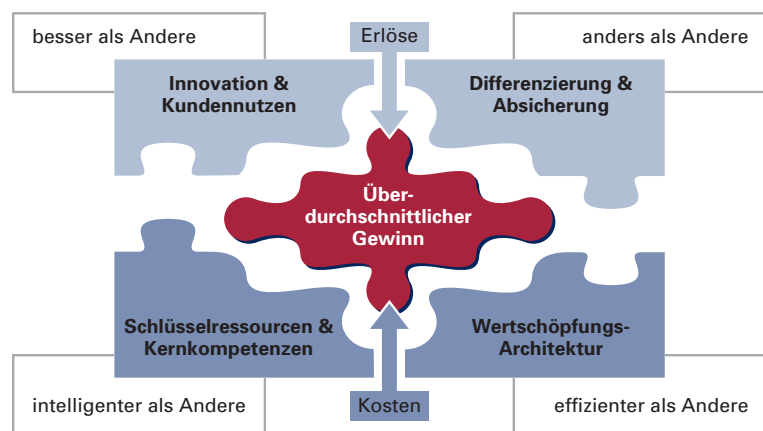 besser als Andere
Erlöse
anders als Andere
Innovation &
Kundennutzen
Differenzierung &
Absicherung
Über-
durchschnittlicher
Gewinn
Schlüsselressourcen &
Kernkompetenzen
Wertschöpfungs-
Architektur
intelligenter als Andere
Kosten
effizienter als Andere